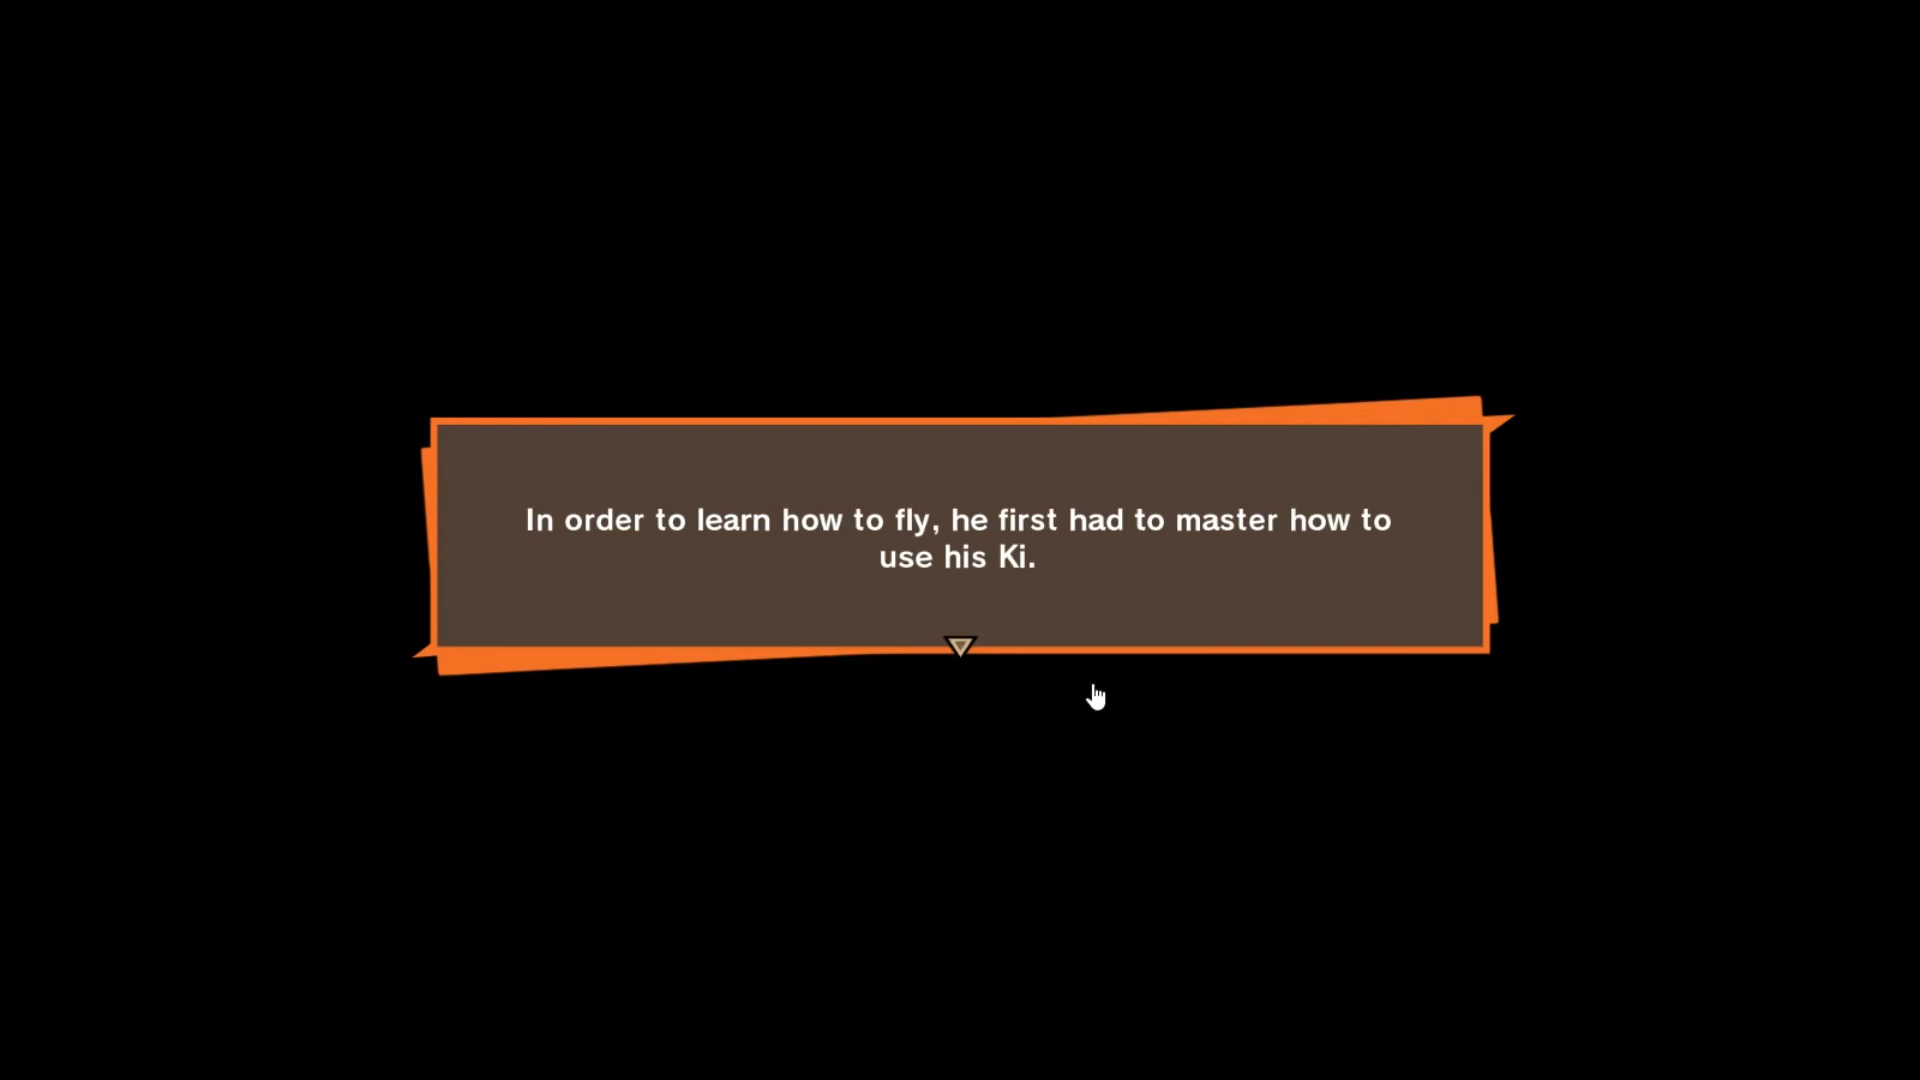 In order to learn how to fly, he first had to master how to
use his Ki.